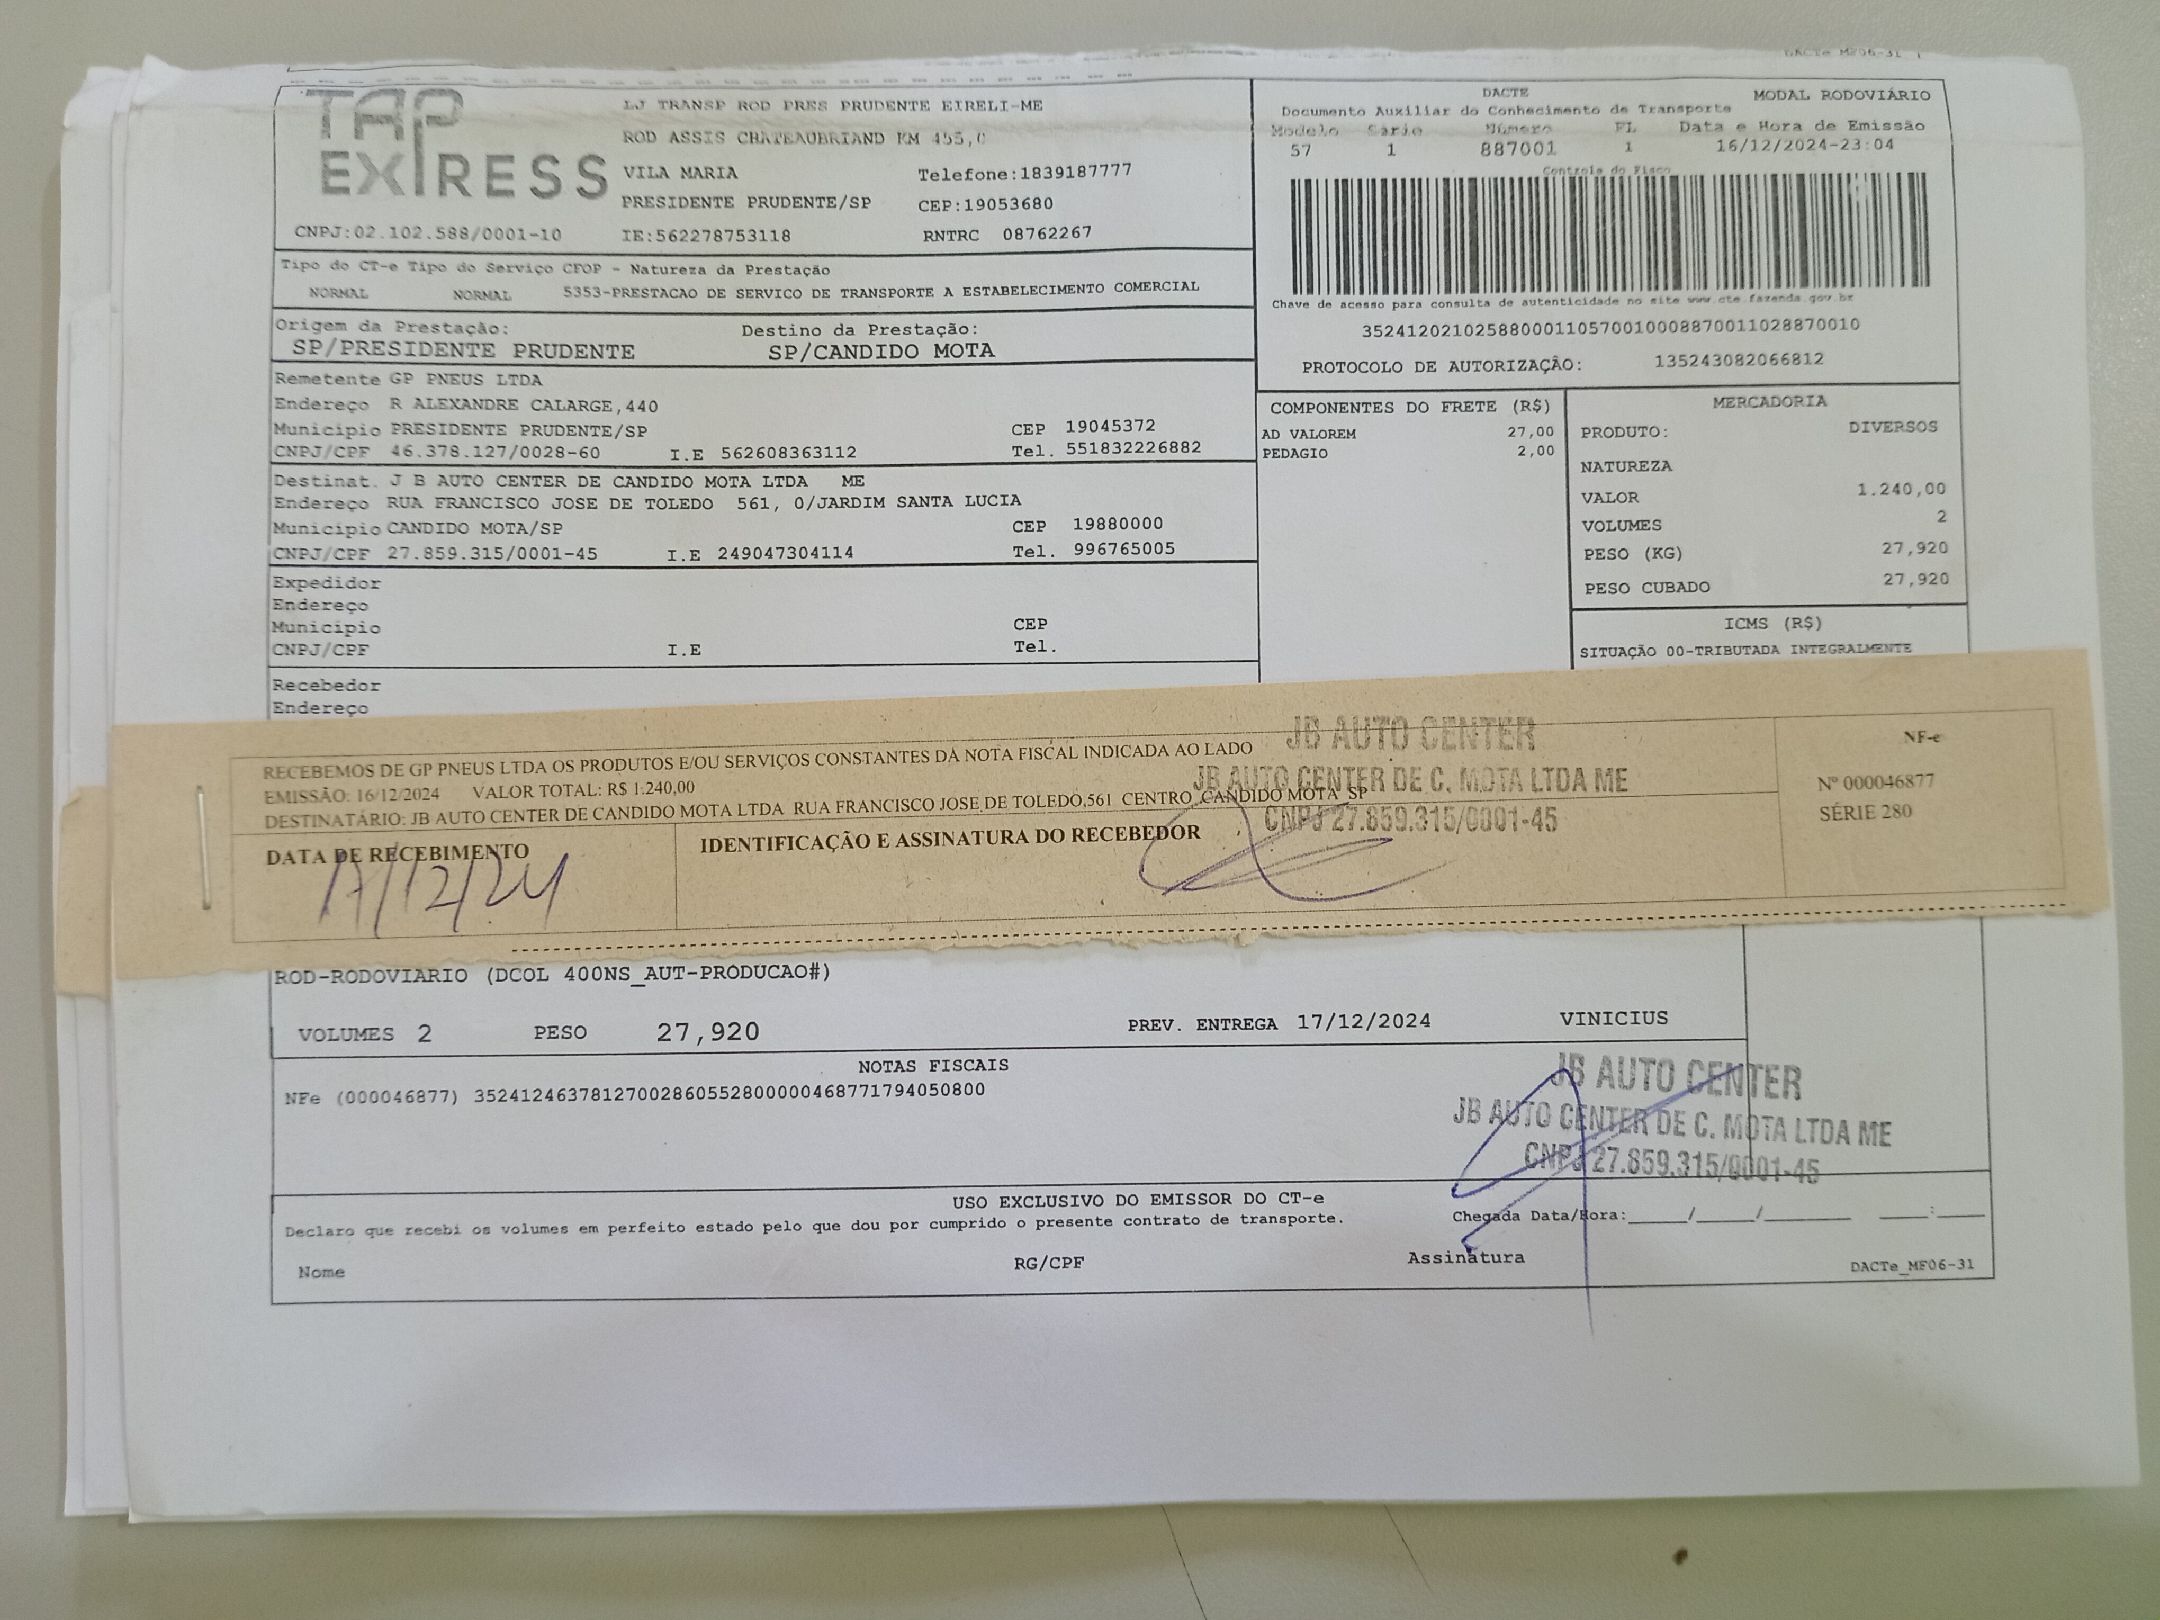 DACTe MF06-31
TAP EXPRESS
LJ TRANSP ROD PRES PRUDENTE EIRELI-ME
ROD ASSIS CHATEAUBRIAND KM 455,0
VILA MARIA Telefone:1839187777
PRESIDENTE PRUDENTE/SP CEP:19053680
CNPJ:02.102.588/0001-10 IE:562278753118 RNTRC 08762267
DACTE MODAL RODOVIÁRIO
Documento Auxiliar do Conhecimento de Transporte
Modelo Serie Número FL Data e Hora de Emissão
57 1 887001 1 16/12/2024-23:04
Controle do Fisco
Chave de acesso para consulta de autenticidade no site www.cte.fazenda.gov.br
35241202102588000110570010008870011028870010
PROTOCOLO DE AUTORIZAÇÃO: 135243082066812
Tipo do CT-e Tipo do Serviço CFOP - Natureza da Prestação
NORMAL NORMAL 5353-PRESTACAO DE SERVICO DE TRANSPORTE A ESTABELECIMENTO COMERCIAL
Origem da Prestação: Destino da Prestação:
SP/PRESIDENTE PRUDENTE SP/CANDIDO MOTA
Remetente GP PNEUS LTDA
Endereço R ALEXANDRE CALARGE,440
Município PRESIDENTE PRUDENTE/SP CEP 19045372
CNPJ/CPF 46.378.127/0028-60 I.E 562608363112 Tel. 551832226882
Destinat. J B AUTO CENTER DE CANDIDO MOTA LTDA ME
Endereço RUA FRANCISCO JOSE DE TOLEDO 561, 0/JARDIM SANTA LUCIA
Município CANDIDO MOTA/SP CEP 19880000
CNPJ/CPF 27.859.315/0001-45 I.E 249047304114 Tel. 996765005
Expedidor
Endereço
Município CEP
CNPJ/CPF I.E Tel.
Recebedor
Endereço
COMPONENTES DO FRETE (R$)
AD VALOREM 27,00
PEDAGIO 2,00
MERCADORIA
PRODUTO: DIVERSOS
NATUREZA
VALOR 1.240,00
VOLUMES 2
PESO (KG) 27,920
PESO CUBADO 27,920
ICMS (R$)
SITUAÇÃO 00-TRIBUTADA INTEGRALMENTE
RECEBEMOS DE GP PNEUS LTDA OS PRODUTOS E/OU SERVIÇOS CONSTANTES DA NOTA FISCAL INDICADA AO LADO
EMISSÃO: 16/12/2024 VALOR TOTAL: R$ 1.240,00
DESTINATÁRIO: JB AUTO CENTER DE CANDIDO MOTA LTDA RUA FRANCISCO JOSE DE TOLEDO,561 CENTRO CANDIDO MOTA SP
DATA DE RECEBIMENTO IDENTIFICAÇÃO E ASSINATURA DO RECEBEDOR
17/12/24
JB AUTO CENTER
JB AUTO CENTER DE C. MOTA LTDA ME
CNPJ 27.859.315/0001-45
NF-e
Nº 000046877
SÉRIE 280
ROD-RODOVIARIO (DCOL 400NS_AUT-PRODUCAO#)
VOLUMES 2 PESO 27,920 PREV. ENTREGA 17/12/2024 VINICIUS
NOTAS FISCAIS
NFe (000046877) 35241246378127002860552800000468771794050800
JB AUTO CENTER
JB AUTO CENTER DE C. MOTA LTDA ME
CNPJ 27.859.315/0001-45
USO EXCLUSIVO DO EMISSOR DO CT-e
Declaro que recebi os volumes em perfeito estado pelo que dou por cumprido o presente contrato de transporte. Chegada Data/Hora:_____/_____/_______ ____:____
Nome RG/CPF Assinatura
DACTe_MF06-31